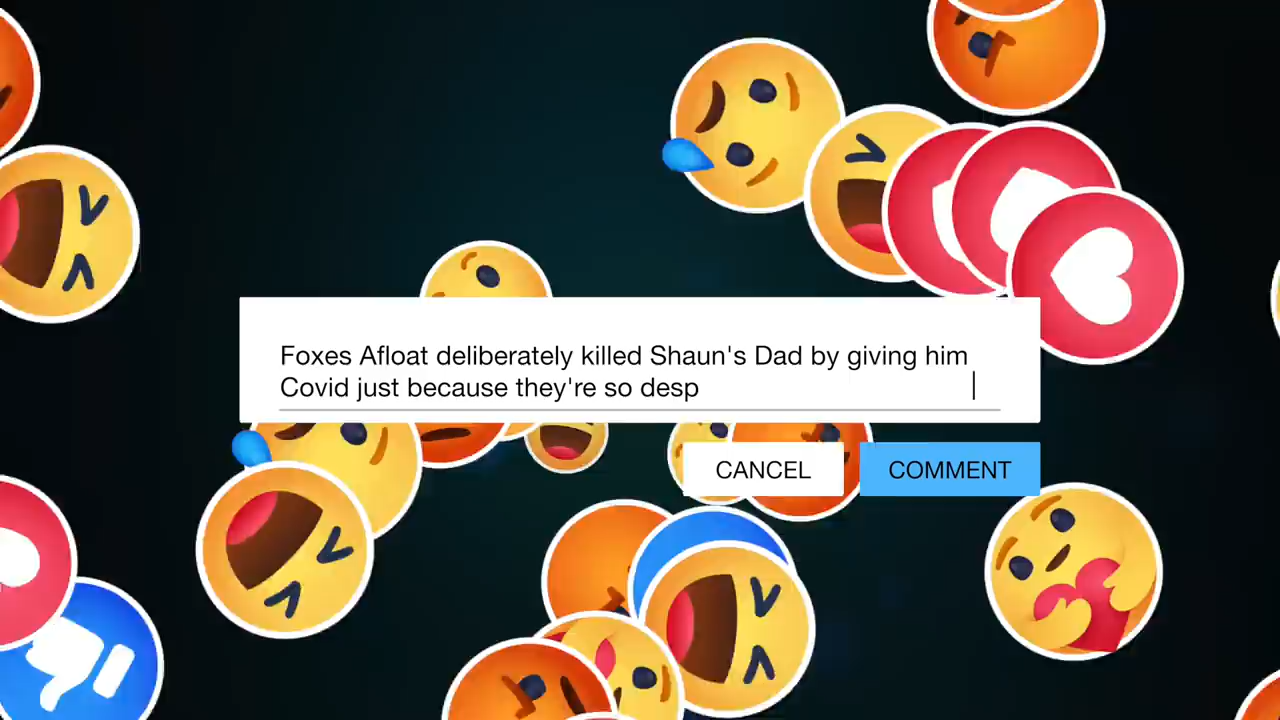 Foxes Afloat deliberately killed Shaun's Dad by giving him
Covid just because they're so desp
CANCEL COMMENT